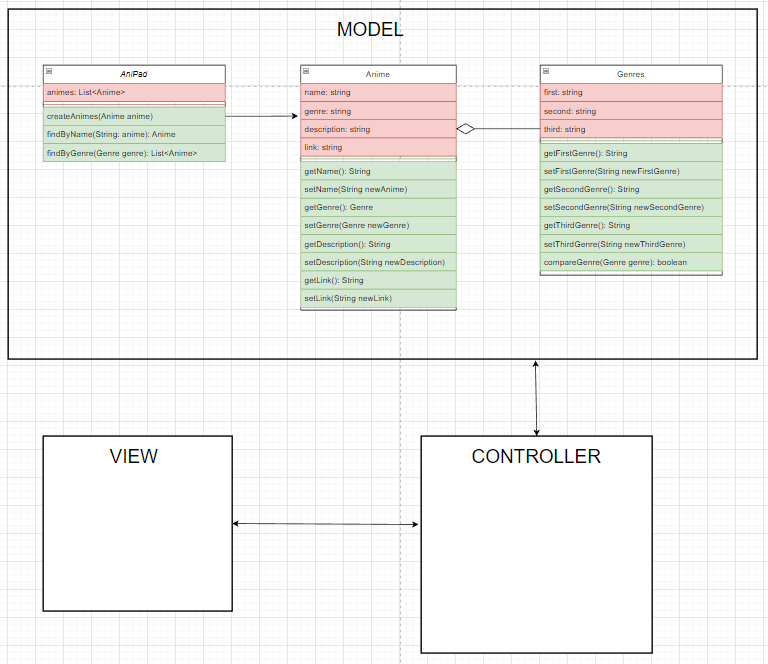 MODEL
AniPad
animes: List<Anime>
createAnimes(Anime anime)
findByName(String: anime): Anime
findByGenre(Genre genre): List<Anime>
Anime
name: string
genre: string
description: string
link: string
getName(): String
setName(String newAnime)
getGenre(): Genre
setGenre(Genre newGenre)
getDescription(): String
setDescription(String newDescription)
getLink(): String
setLink(String newLink)
Genres
first: string
second: string
third: string
getFirstGenre(): String
setFirstGenre(String newFirstGenre)
getSecondGenre(): String
setSecondGenre(String newSecondGenre)
getThirdGenre(): String
setThirdGenre(String newThirdGenre)
compareGenre(Genre genre): boolean
VIEW
CONTROLLER